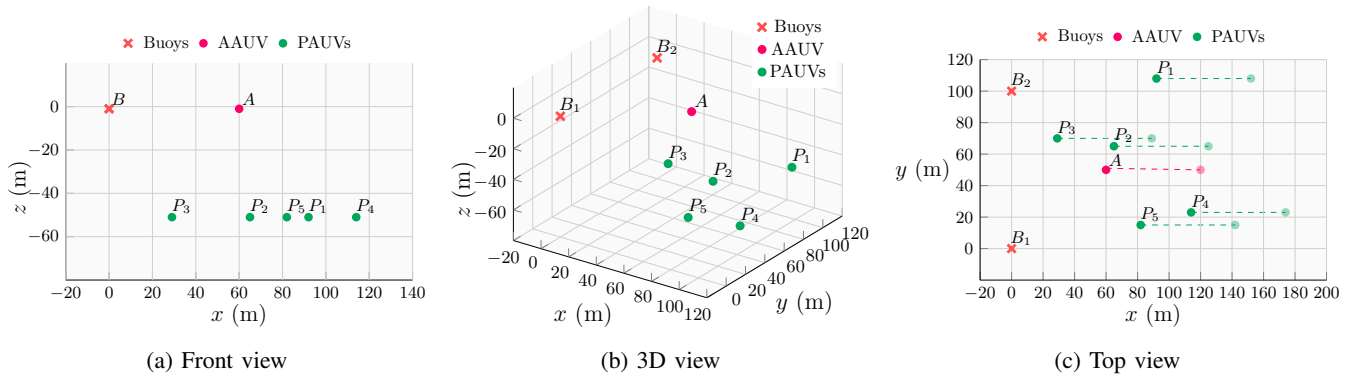 Buoys AAUV PAUVs
B
A
P3 P2 P5 P1 P4
0
−20
−40
−60
z (m)
−20 0 20 40 60 80 100 120 140
x (m)
(a) Front view
Buoys
AAUV
PAUVs
B2
B1
A
P3
P1
P2
P5
P4
0
−20
−40
−60
z (m)
−20 0 20 40 60 80 100 120
x (m)
0 20 40 60 80 100 120
y (m)
(b) 3D view
Buoys AAUV PAUVs
120
100
80
60
40
20
0
y (m)
P1
B2
P3
P2
A
P4
P5
B1
−20 0 20 40 60 80 100 120 140 160 180 200
x (m)
(c) Top view